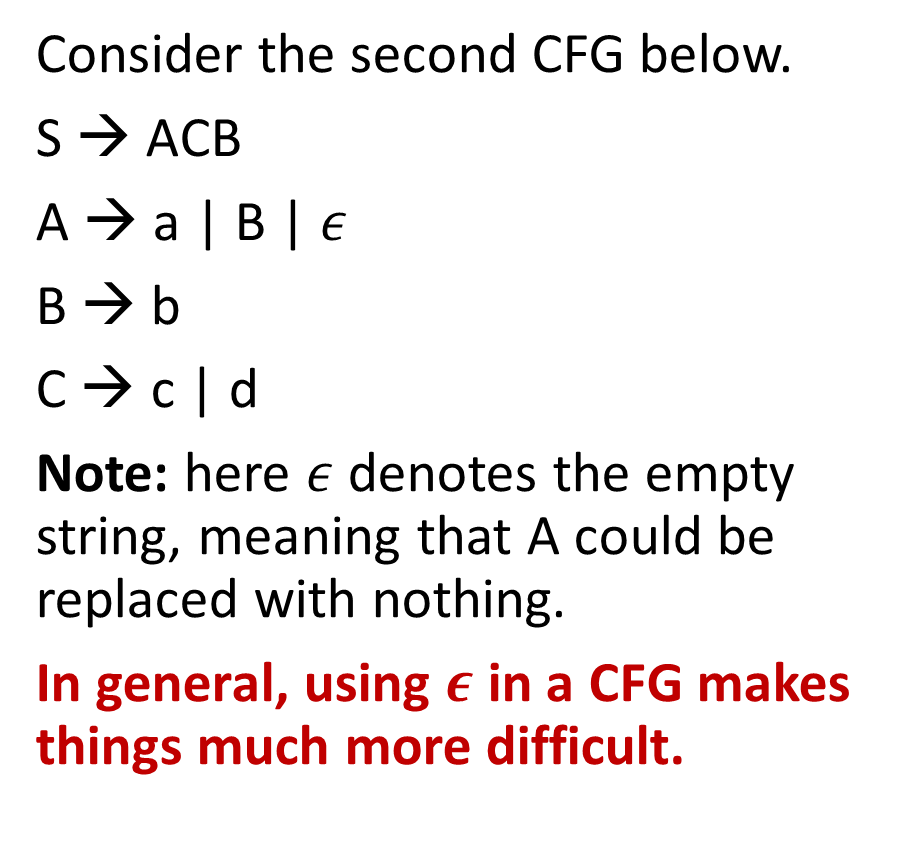 Consider the second CFG below.
S → ACB
A → a | B | ϵ
B → b
C → c | d
Note: here ϵ denotes the empty
string, meaning that A could be
replaced with nothing.
In general, using ϵ in a CFG makes
things much more difficult.